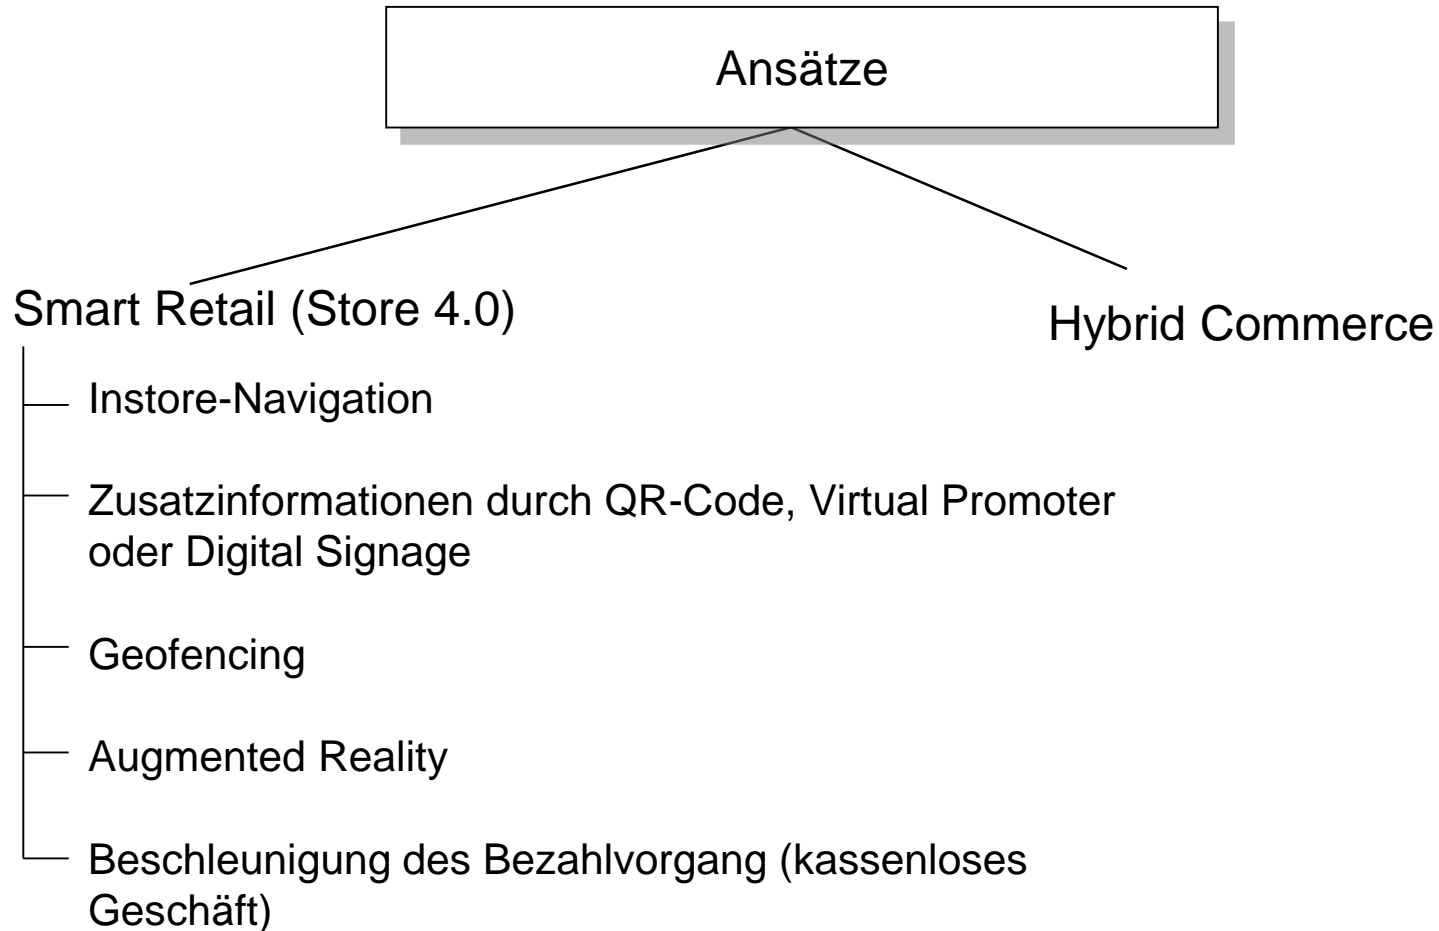 Ansätze
Smart Retail (Store 4.0)
Hybrid Commerce
Instore-Navigation
Zusatzinformationen durch QR-Code, Virtual Promoter
oder Digital Signage
Geofencing
Augmented Reality
Beschleunigung des Bezahlvorgang (kassenloses
Geschäft)